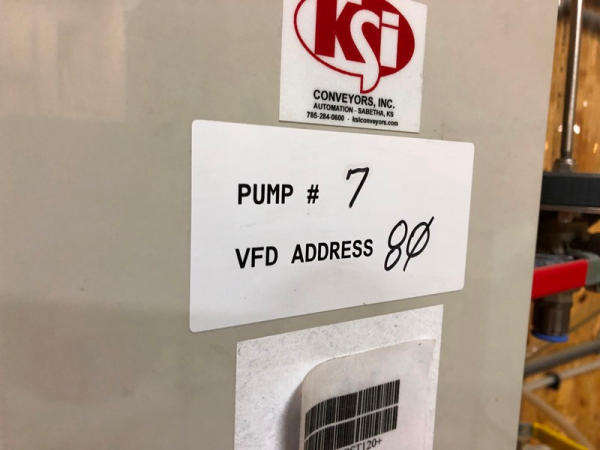 KSi
CONVEYORS, INC.
AUTOMATION - SABETHA, KS
785-284-0600 - ksiconveyors.com
PUMP # 7
VFD ADDRESS 80